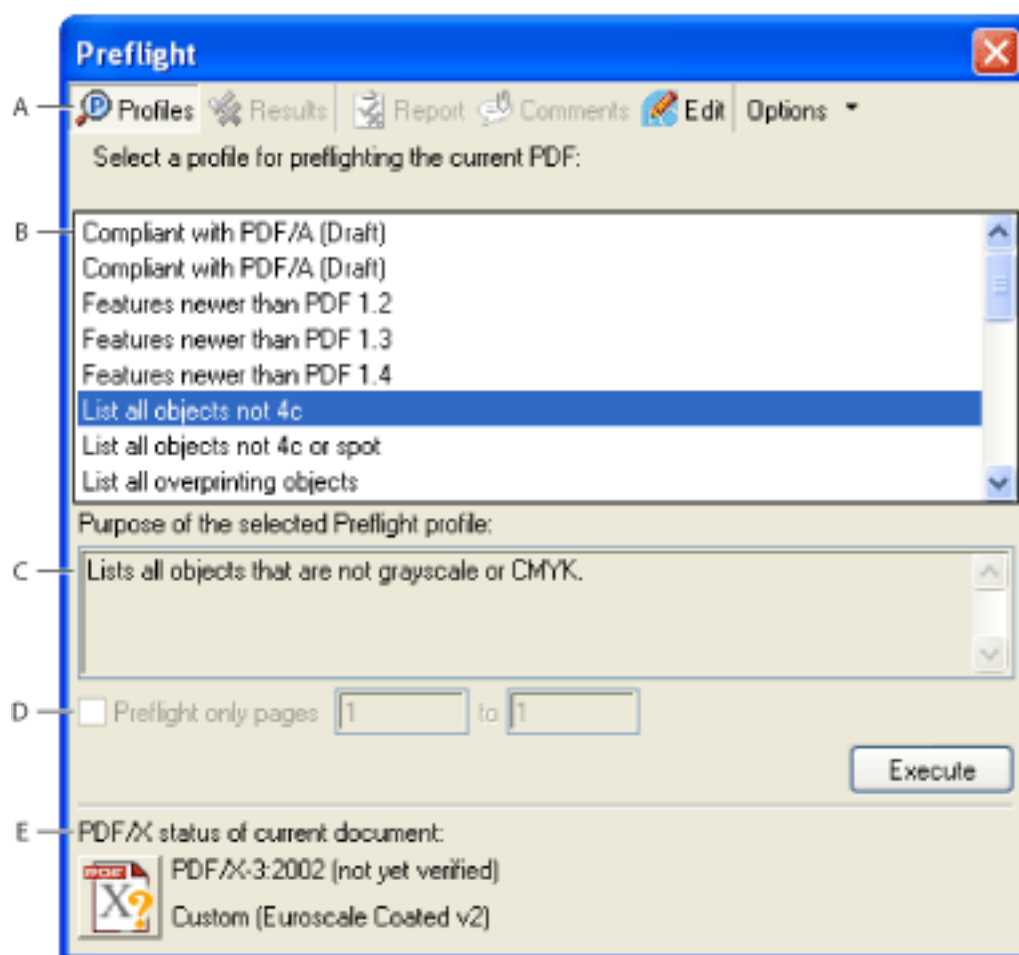 Preflight
A Profiles Results Report Comments Edit Options
Select a profile for preflighting the current PDF:
B Compliant with PDF/A (Draft)
Compliant with PDF/A (Draft)
Features newer than PDF 1.2
Features newer than PDF 1.3
Features newer than PDF 1.4
List all objects not 4c
List all objects not 4c or spot
List all overprinting objects
Purpose of the selected Preflight profile:
C Lists all objects that are not grayscale or CMYK.
D Preflight only pages 1 to 1
Execute
E PDF/X status of current document:
PDF/X-3:2002 (not yet verified)
Custom (Euroscale Coated v2)